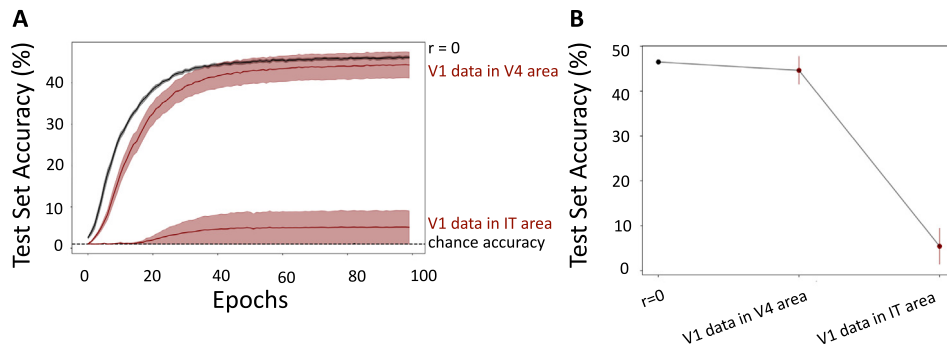 A
Test Set Accuracy (%)
40
30
20
10
0
0
20
40
60
80
100
Epochs
r = 0
V1 data in V4 area
V1 data in IT area
chance accuracy
B
Test Set Accuracy (%)
50
40
30
40
10
0
r=0
V1 data in V4 area
V1 data in IT area